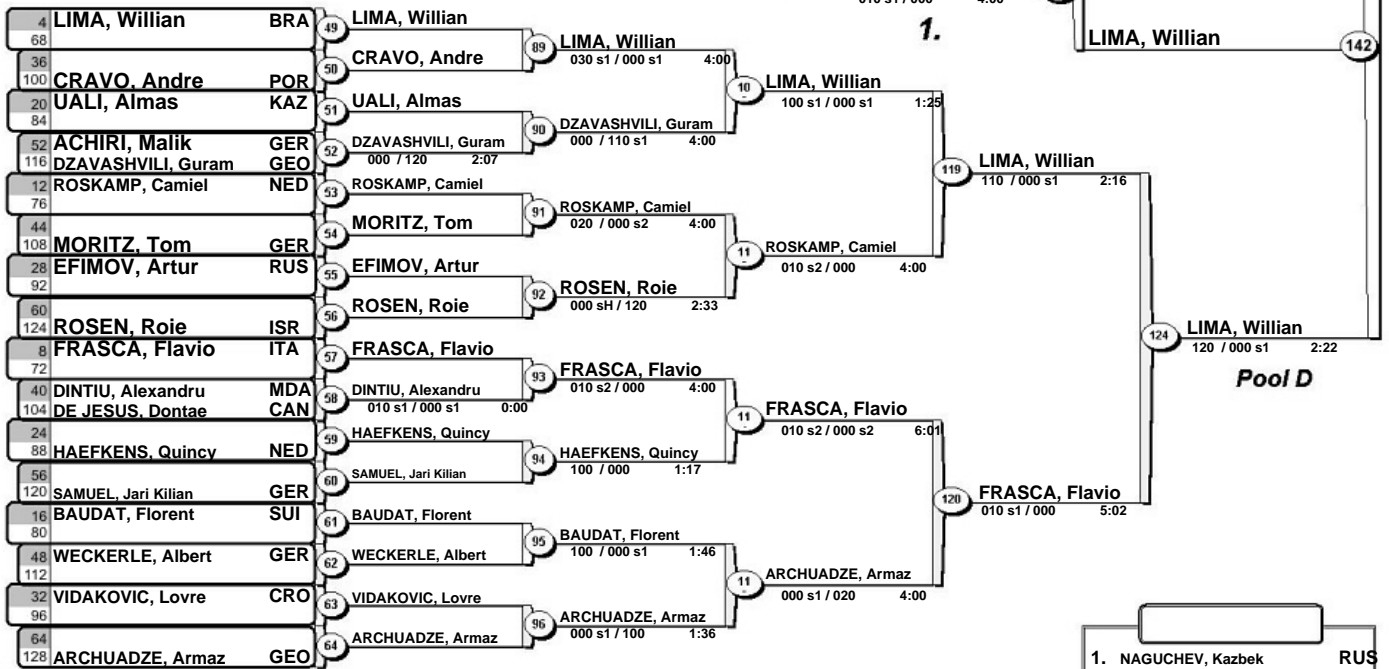 4 LIMA, Willian BRA
68
36
100 CRAVO, Andre POR
20 UALI, Almas KAZ
84
52 ACHIRI, Malik GER
116 DZAVASHVILI, Guram GEO
12 ROSKAMP, Camiel NED
76
44
108 MORITZ, Tom GER
28 EFIMOV, Artur RUS
92
60
124 ROSEN, Roie ISR
8 FRASCA, Flavio ITA
72
40 DINTIU, Alexandru MDA
104 DE JESUS, Dontae CAN
24
88 HAEFKENS, Quincy NED
56
120 SAMUEL, Jari Kilian GER
16 BAUDAT, Florent SUI
80
48 WECKERLE, Albert GER
112
32 VIDAKOVIC, Lovre CRO
96
64
128 ARCHUADZE, Armaz GEO
49 LIMA, Willian
50 CRAVO, Andre
51 UALI, Almas
52 DZAVASHVILI, Guram
000 / 120 2:07
53 ROSKAMP, Camiel
54 MORITZ, Tom
55 EFIMOV, Artur
56 ROSEN, Roie
57 FRASCA, Flavio
58 DINTIU, Alexandru
010 s1 / 000 s1 0:00
59 HAEFKENS, Quincy
60 SAMUEL, Jari Kilian
61 BAUDAT, Florent
62 WECKERLE, Albert
63 VIDAKOVIC, Lovre
64 ARCHUADZE, Armaz
89 LIMA, Willian
030 s1 / 000 s1 4:00
90 DZAVASHVILI, Guram
000 / 110 s1 4:00
91 ROSKAMP, Camiel
020 / 000 s2 4:00
92 ROSEN, Roie
000 sH / 120 2:33
93 FRASCA, Flavio
010 s2 / 000 4:00
94 HAEFKENS, Quincy
100 / 000 1:17
95 BAUDAT, Florent
100 / 000 s1 1:46
96 ARCHUADZE, Armaz
000 s1 / 100 1:36
10 LIMA, Willian
100 s1 / 000 s1 1:25
11 ROSKAMP, Camiel
010 s2 / 000 4:00
11 FRASCA, Flavio
010 s2 / 000 s2 6:01
11 ARCHUADZE, Armaz
000 s1 / 020 4:00
119 LIMA, Willian
110 / 000 s1 2:16
120 FRASCA, Flavio
010 s1 / 000 5:02
124 LIMA, Willian
120 / 000 s1 2:22
Pool D
1.
LIMA, Willian 142
1. NAGUCHEV, Kazbek RUS